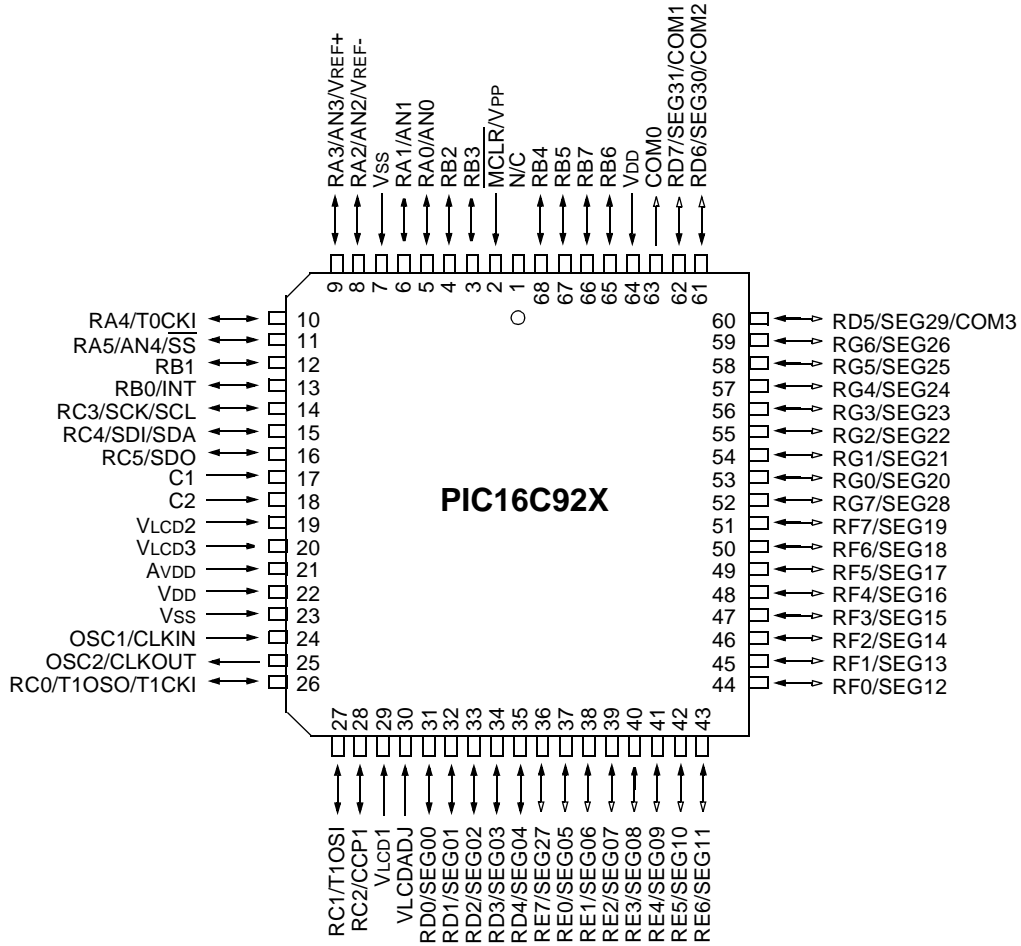 RA3/AN3/VREF+
RA2/AN2/VREF-
VSS
RA1/AN1
RA0/AN0
RB2
RB3
MCLR/VPP
N/C
RB4
RB5
RB7
RB6
VDD
COM0
RD7/SEG31/COM1
RD6/SEG30/COM2
9
8
7
6
5
4
3
2
1
68
67
66
65
64
63
62
61
RA4/T0CKI 10
RA5/AN4/SS 11
RB1 12
RB0/INT 13
RC3/SCK/SCL 14
RC4/SDI/SDA 15
RC5/SDO 16
C1 17
C2 18
VLCD2 19
VLCD3 20
AVDD 21
VDD 22
VSS 23
OSC1/CLKIN 24
OSC2/CLKOUT 25
RC0/T1OSO/T1CKI 26
PIC16C92X
60 RD5/SEG29/COM3
59 RG6/SEG26
58 RG5/SEG25
57 RG4/SEG24
56 RG3/SEG23
55 RG2/SEG22
54 RG1/SEG21
53 RG0/SEG20
52 RG7/SEG28
51 RF7/SEG19
50 RF6/SEG18
49 RF5/SEG17
48 RF4/SEG16
47 RF3/SEG15
46 RF2/SEG14
45 RF1/SEG13
44 RF0/SEG12
27
28
29
30
31
32
33
34
35
36
37
38
39
40
41
42
43
RC1/T1OSI
RC2/CCP1
VLCD1
VLCDADJ
RD0/SEG00
RD1/SEG01
RD2/SEG02
RD3/SEG03
RD4/SEG04
RE7/SEG27
RE0/SEG05
RE1/SEG06
RE2/SEG07
RE3/SEG08
RE4/SEG09
RE5/SEG10
RE6/SEG11